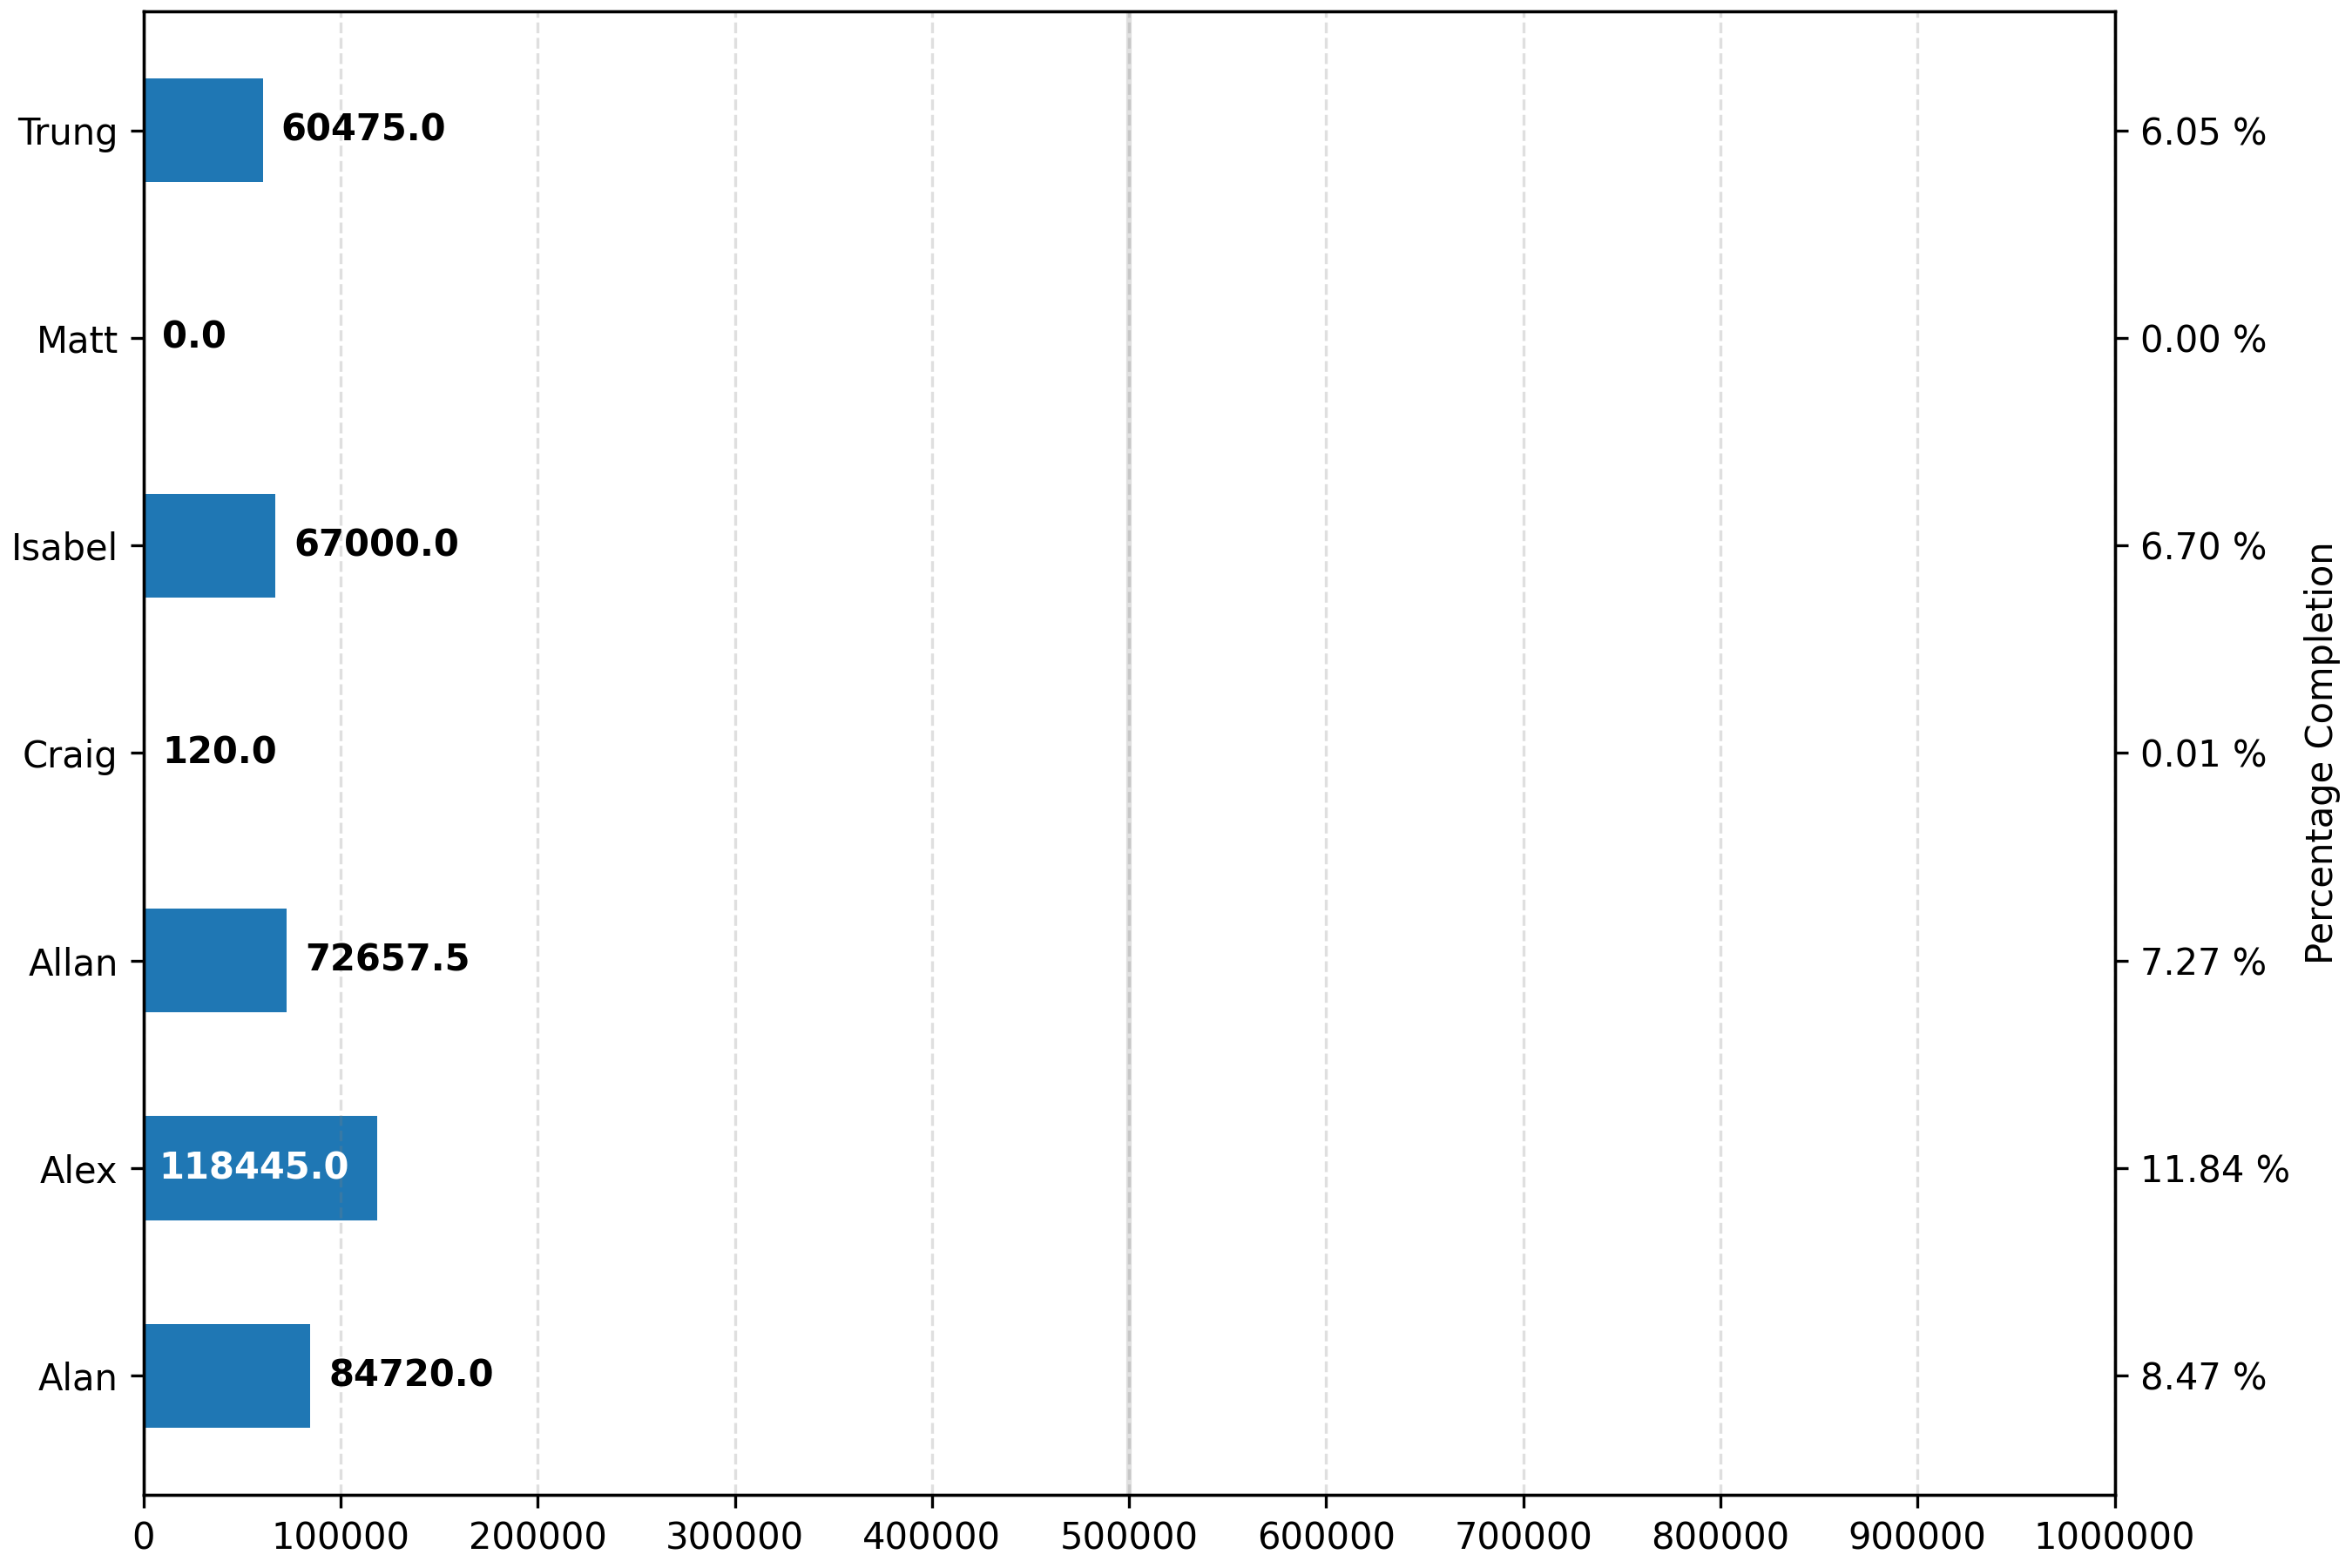 Trung 60475.0 6.05 %
Matt 0.0 0.00 %
Isabel 67000.0 6.70 %
Craig 120.0 0.01 %
Allan 72657.5 7.27 %
Alex 118445.0 11.84 %
Alan 84720.0 8.47 %
Percentage Completion
0 100000 200000 300000 400000 500000 600000 700000 800000 900000 1000000